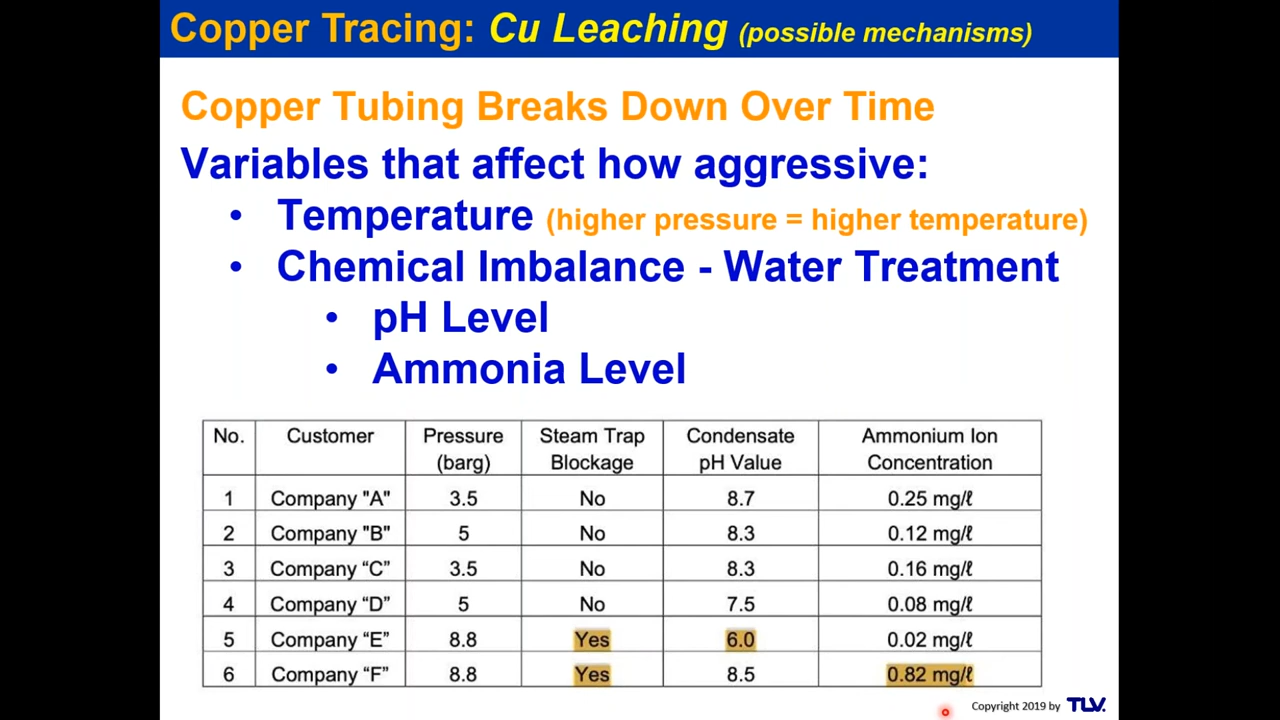 Copper Tracing: Cu Leaching (possible mechanisms)
Copper Tubing Breaks Down Over Time
Variables that affect how aggressive:
• Temperature (higher pressure = higher temperature)
• Chemical Imbalance - Water Treatment
• pH Level
• Ammonia Level
No. Customer Pressure (barg) Steam Trap Blockage Condensate pH Value Ammonium Ion Concentration
1 Company "A" 3.5 No 8.7 0.25 mg/ℓ
2 Company "B" 5 No 8.3 0.12 mg/ℓ
3 Company “C” 3.5 No 8.3 0.16 mg/ℓ
4 Company “D” 5 No 7.5 0.08 mg/ℓ
5 Company “E” 8.8 Yes 6.0 0.02 mg/ℓ
6 Company “F” 8.8 Yes 8.5 0.82 mg/ℓ
Copyright 2019 by TLV.